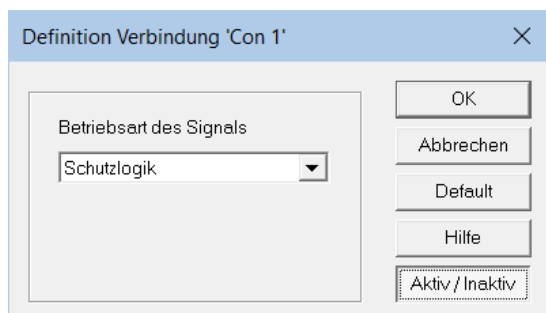 Definition Verbindung 'Con 1'
Betriebsart des Signals
Schutzlogik
OK
Abbrechen
Default
Hilfe
Aktiv / Inaktiv